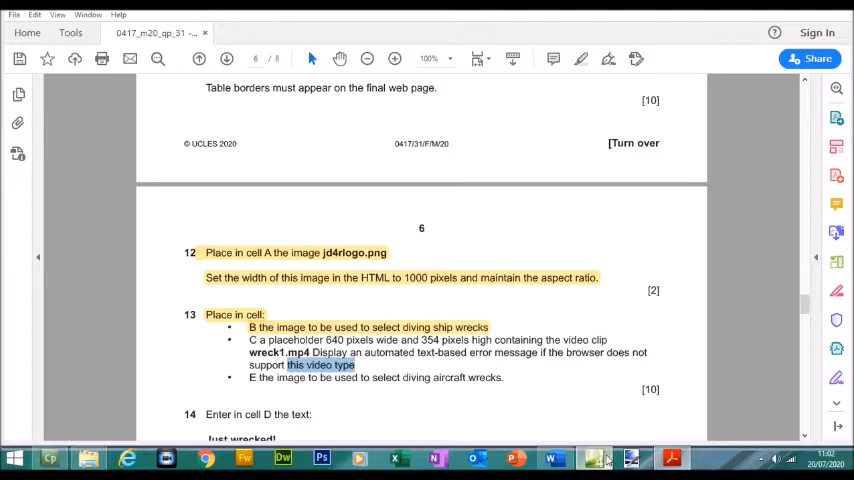 File Edit View Window Help
Home Tools 0417_m20_qp_31 -... × Sign In
6 / 8 100% Share
Table borders must appear on the final web page.
[10]
© UCLES 2020 0417/31/F/M/20 [Turn over
6
12 Place in cell A the image jd4rlogo.png
Set the width of this image in the HTML to 1000 pixels and maintain the aspect ratio.
[2]
13 Place in cell:
• B the image to be used to select diving ship wrecks
• C a placeholder 640 pixels wide and 354 pixels high containing the video clip
wreck1.mp4 Display an automated text-based error message if the browser does not
support this video type
• E the image to be used to select diving aircraft wrecks.
[10]
14 Enter in cell D the text:
Just wrecked!
Cp Fw Dw Ps
11:02
20/07/2020